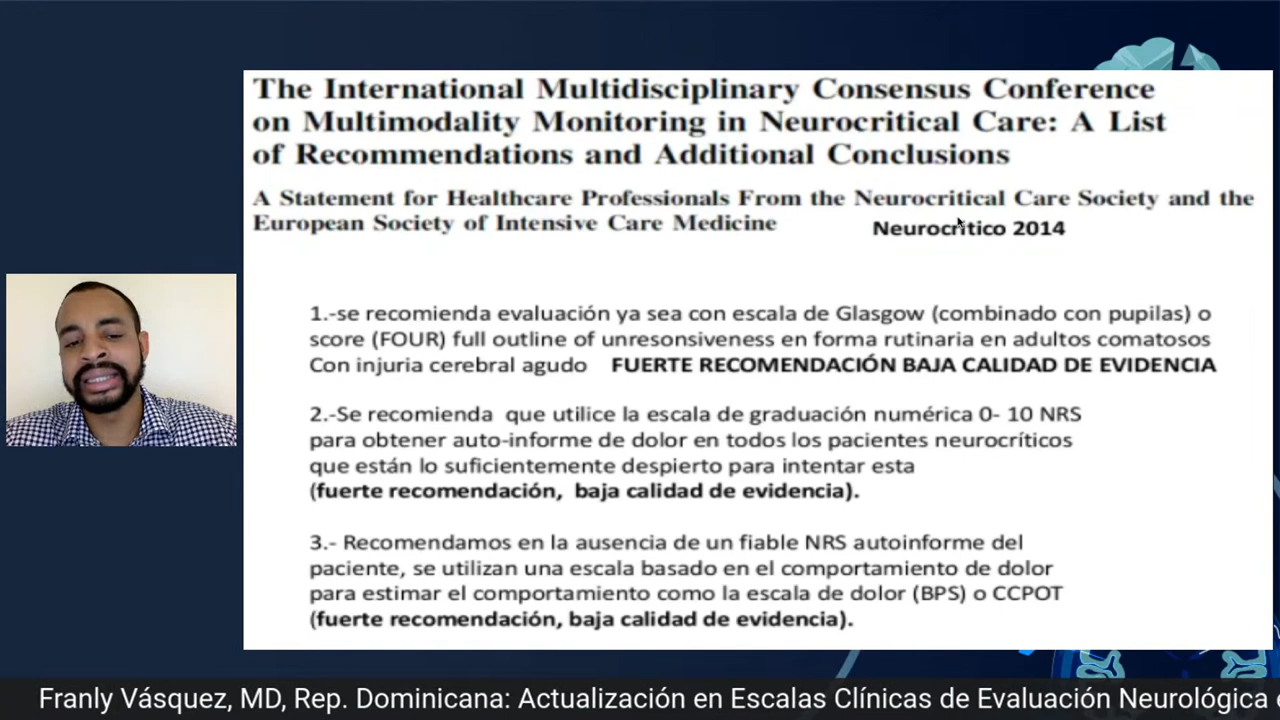 The International Multidisciplinary Consensus Conference
on Multimodality Monitoring in Neurocritical Care: A List
of Recommendations and Additional Conclusions
A Statement for Healthcare Professionals From the Neurocritical Care Society and the
European Society of Intensive Care Medicine
Neurocrítico 2014
1.-se recomienda evaluación ya sea con escala de Glasgow (combinado con pupilas) o
score (FOUR) full outline of unresonsiveness en forma rutinaria en adultos comatosos
Con injuria cerebral agudo FUERTE RECOMENDACIÓN BAJA CALIDAD DE EVIDENCIA
2.-Se recomienda que utilice la escala de graduación numérica 0- 10 NRS
para obtener auto-informe de dolor en todos los pacientes neurocríticos
que están lo suficientemente despierto para intentar esta
(fuerte recomendación, baja calidad de evidencia).
3.- Recomendamos en la ausencia de un fiable NRS autoinforme del
paciente, se utilizan una escala basado en el comportamiento de dolor
para estimar el comportamiento como la escala de dolor (BPS) o CCPOT
(fuerte recomendación, baja calidad de evidencia).
Franly Vásquez, MD, Rep. Dominicana: Actualización en Escalas Clínicas de Evaluación Neurológica